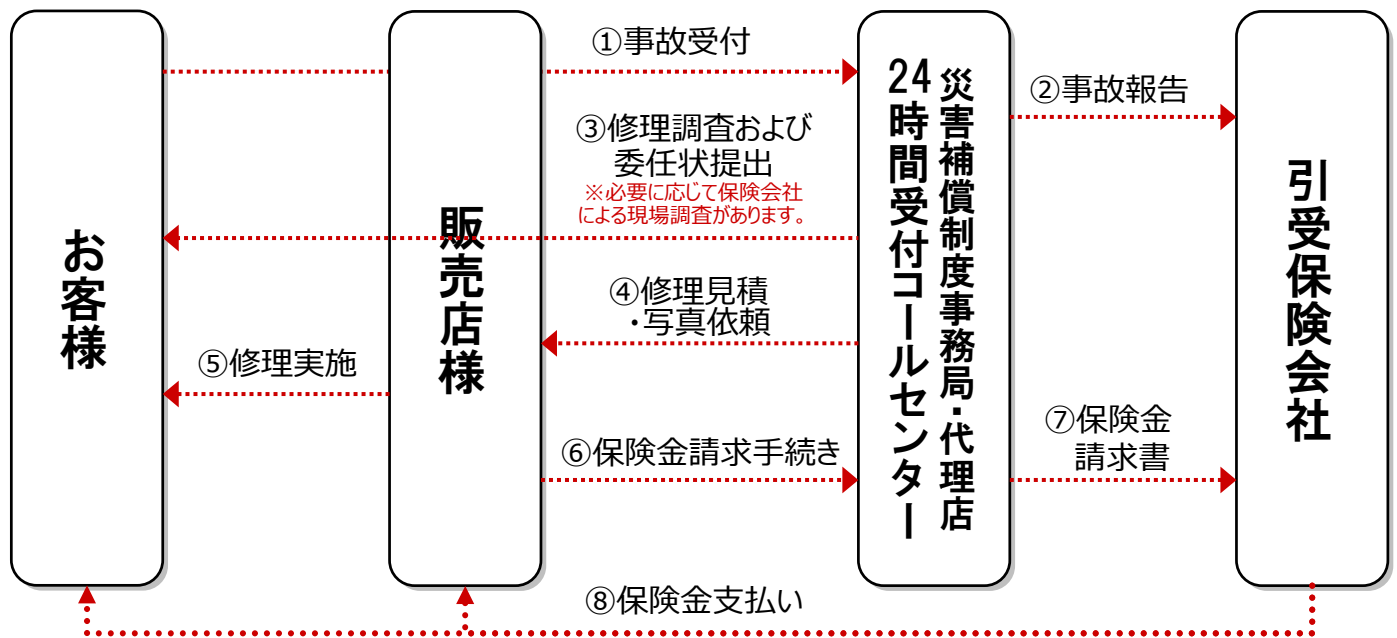 お客様
販売店様
災害補償制度事務局・代理店
24時間受付コールセンター
引受保険会社
①事故受付
②事故報告
③修理調査および
委任状提出
※必要に応じて保険会社
による現場調査があります。
④修理見積
・写真依頼
⑤修理実施
⑥保険金請求手続き
⑦保険金
請求書
⑧保険金支払い